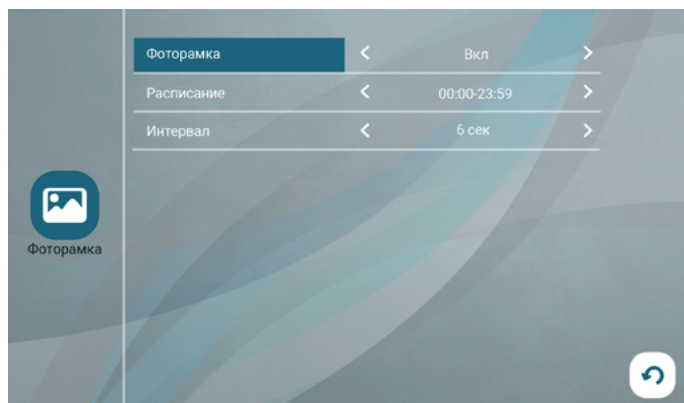 Фоторамка Вкл
Расписание 00:00-23:59
Интервал 6 сек
Фоторамка